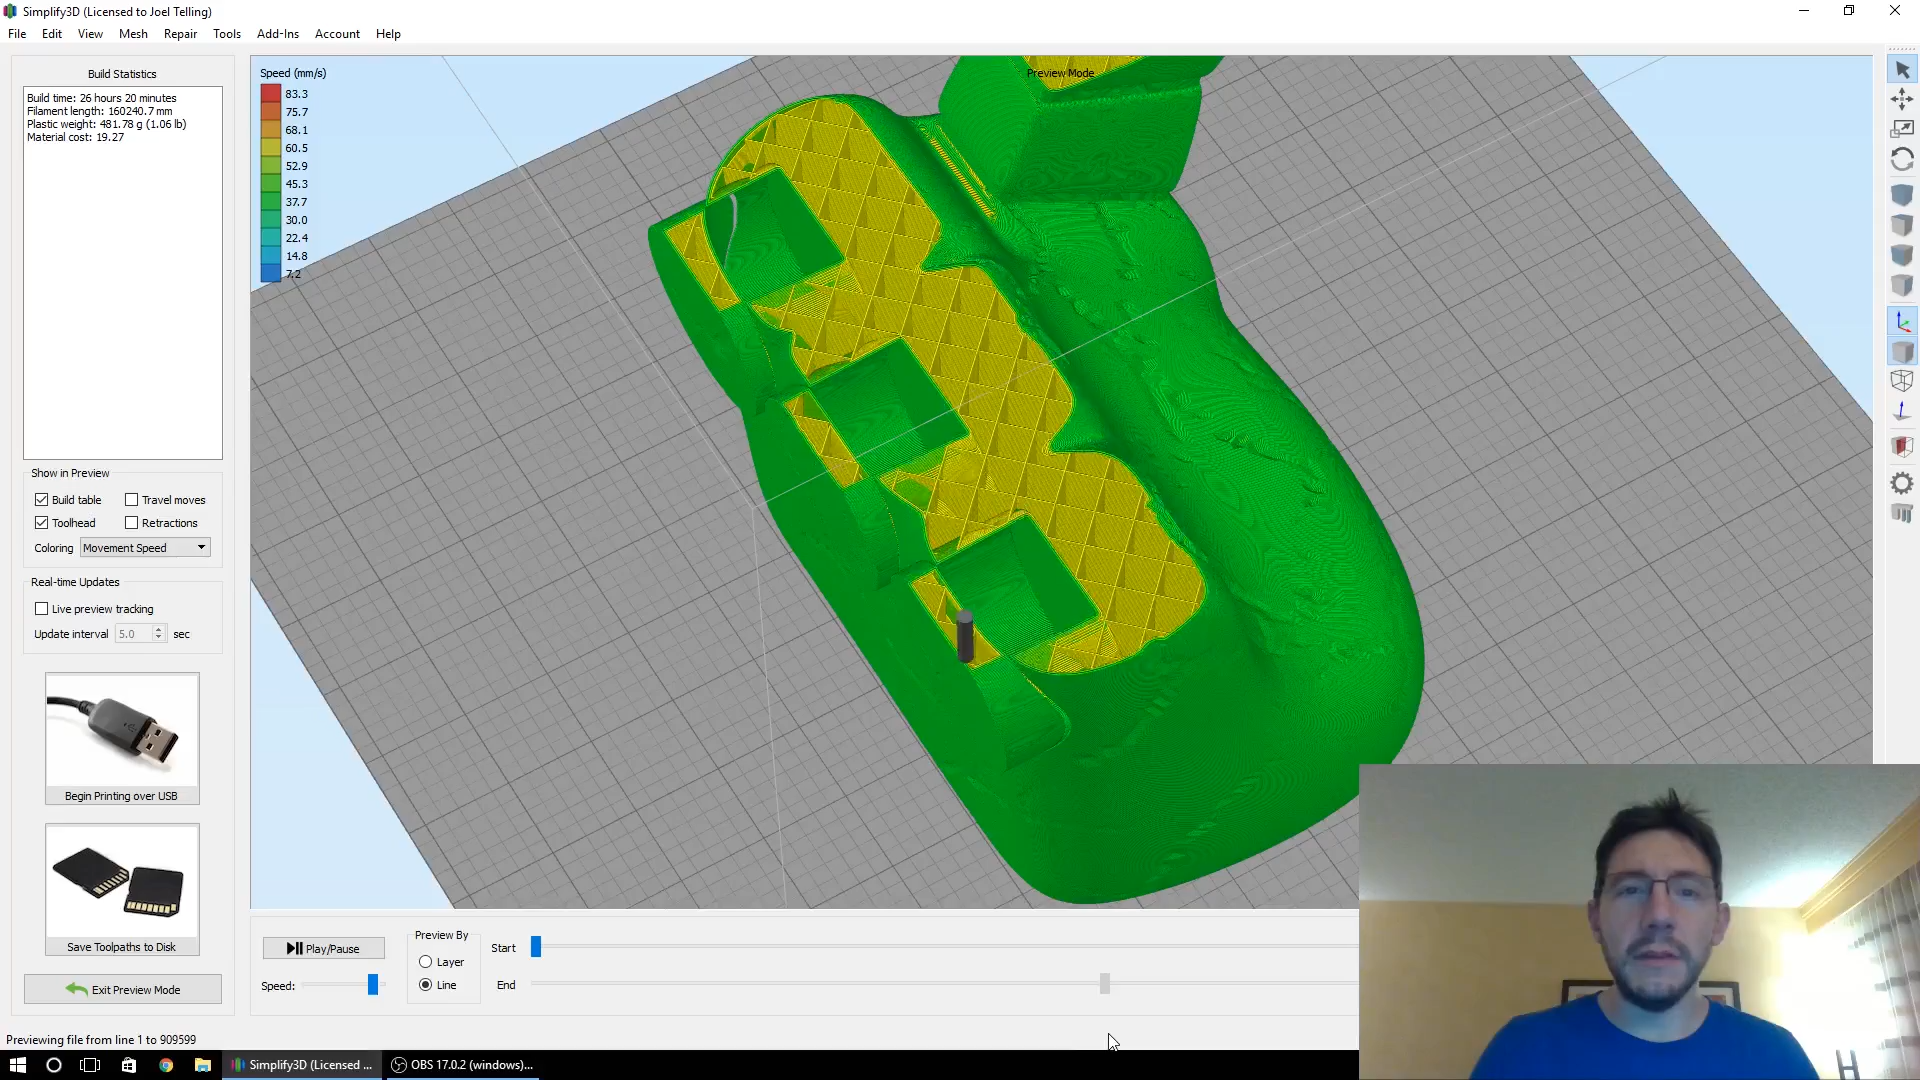 Simplify3D (Licensed to Joel Telling)
File Edit View Mesh Repair Tools Add-Ins Account Help
Build Statistics
Build time: 26 hours 20 minutes
Filament length: 160240.7 mm
Plastic weight: 481.78 g (1.06 lb)
Material cost: 19.27
Speed (mm/s)
83.3
75.7
68.1
60.5
52.9
45.3
37.7
30.0
22.4
14.8
7.2
Preview Mode
Show in Preview
Build table Travel moves
Toolhead Retractions
Coloring Movement Speed
Real-time Updates
Live preview tracking
Update interval 5.0 sec
Begin Printing over USB
Save Toolpaths to Disk
Exit Preview Mode
Play/Pause
Speed:
Preview By
Layer
Line
Start
End
Previewing file from line 1 to 909599
Simplify3D (Licensed ...
OBS 17.0.2 (windows)...